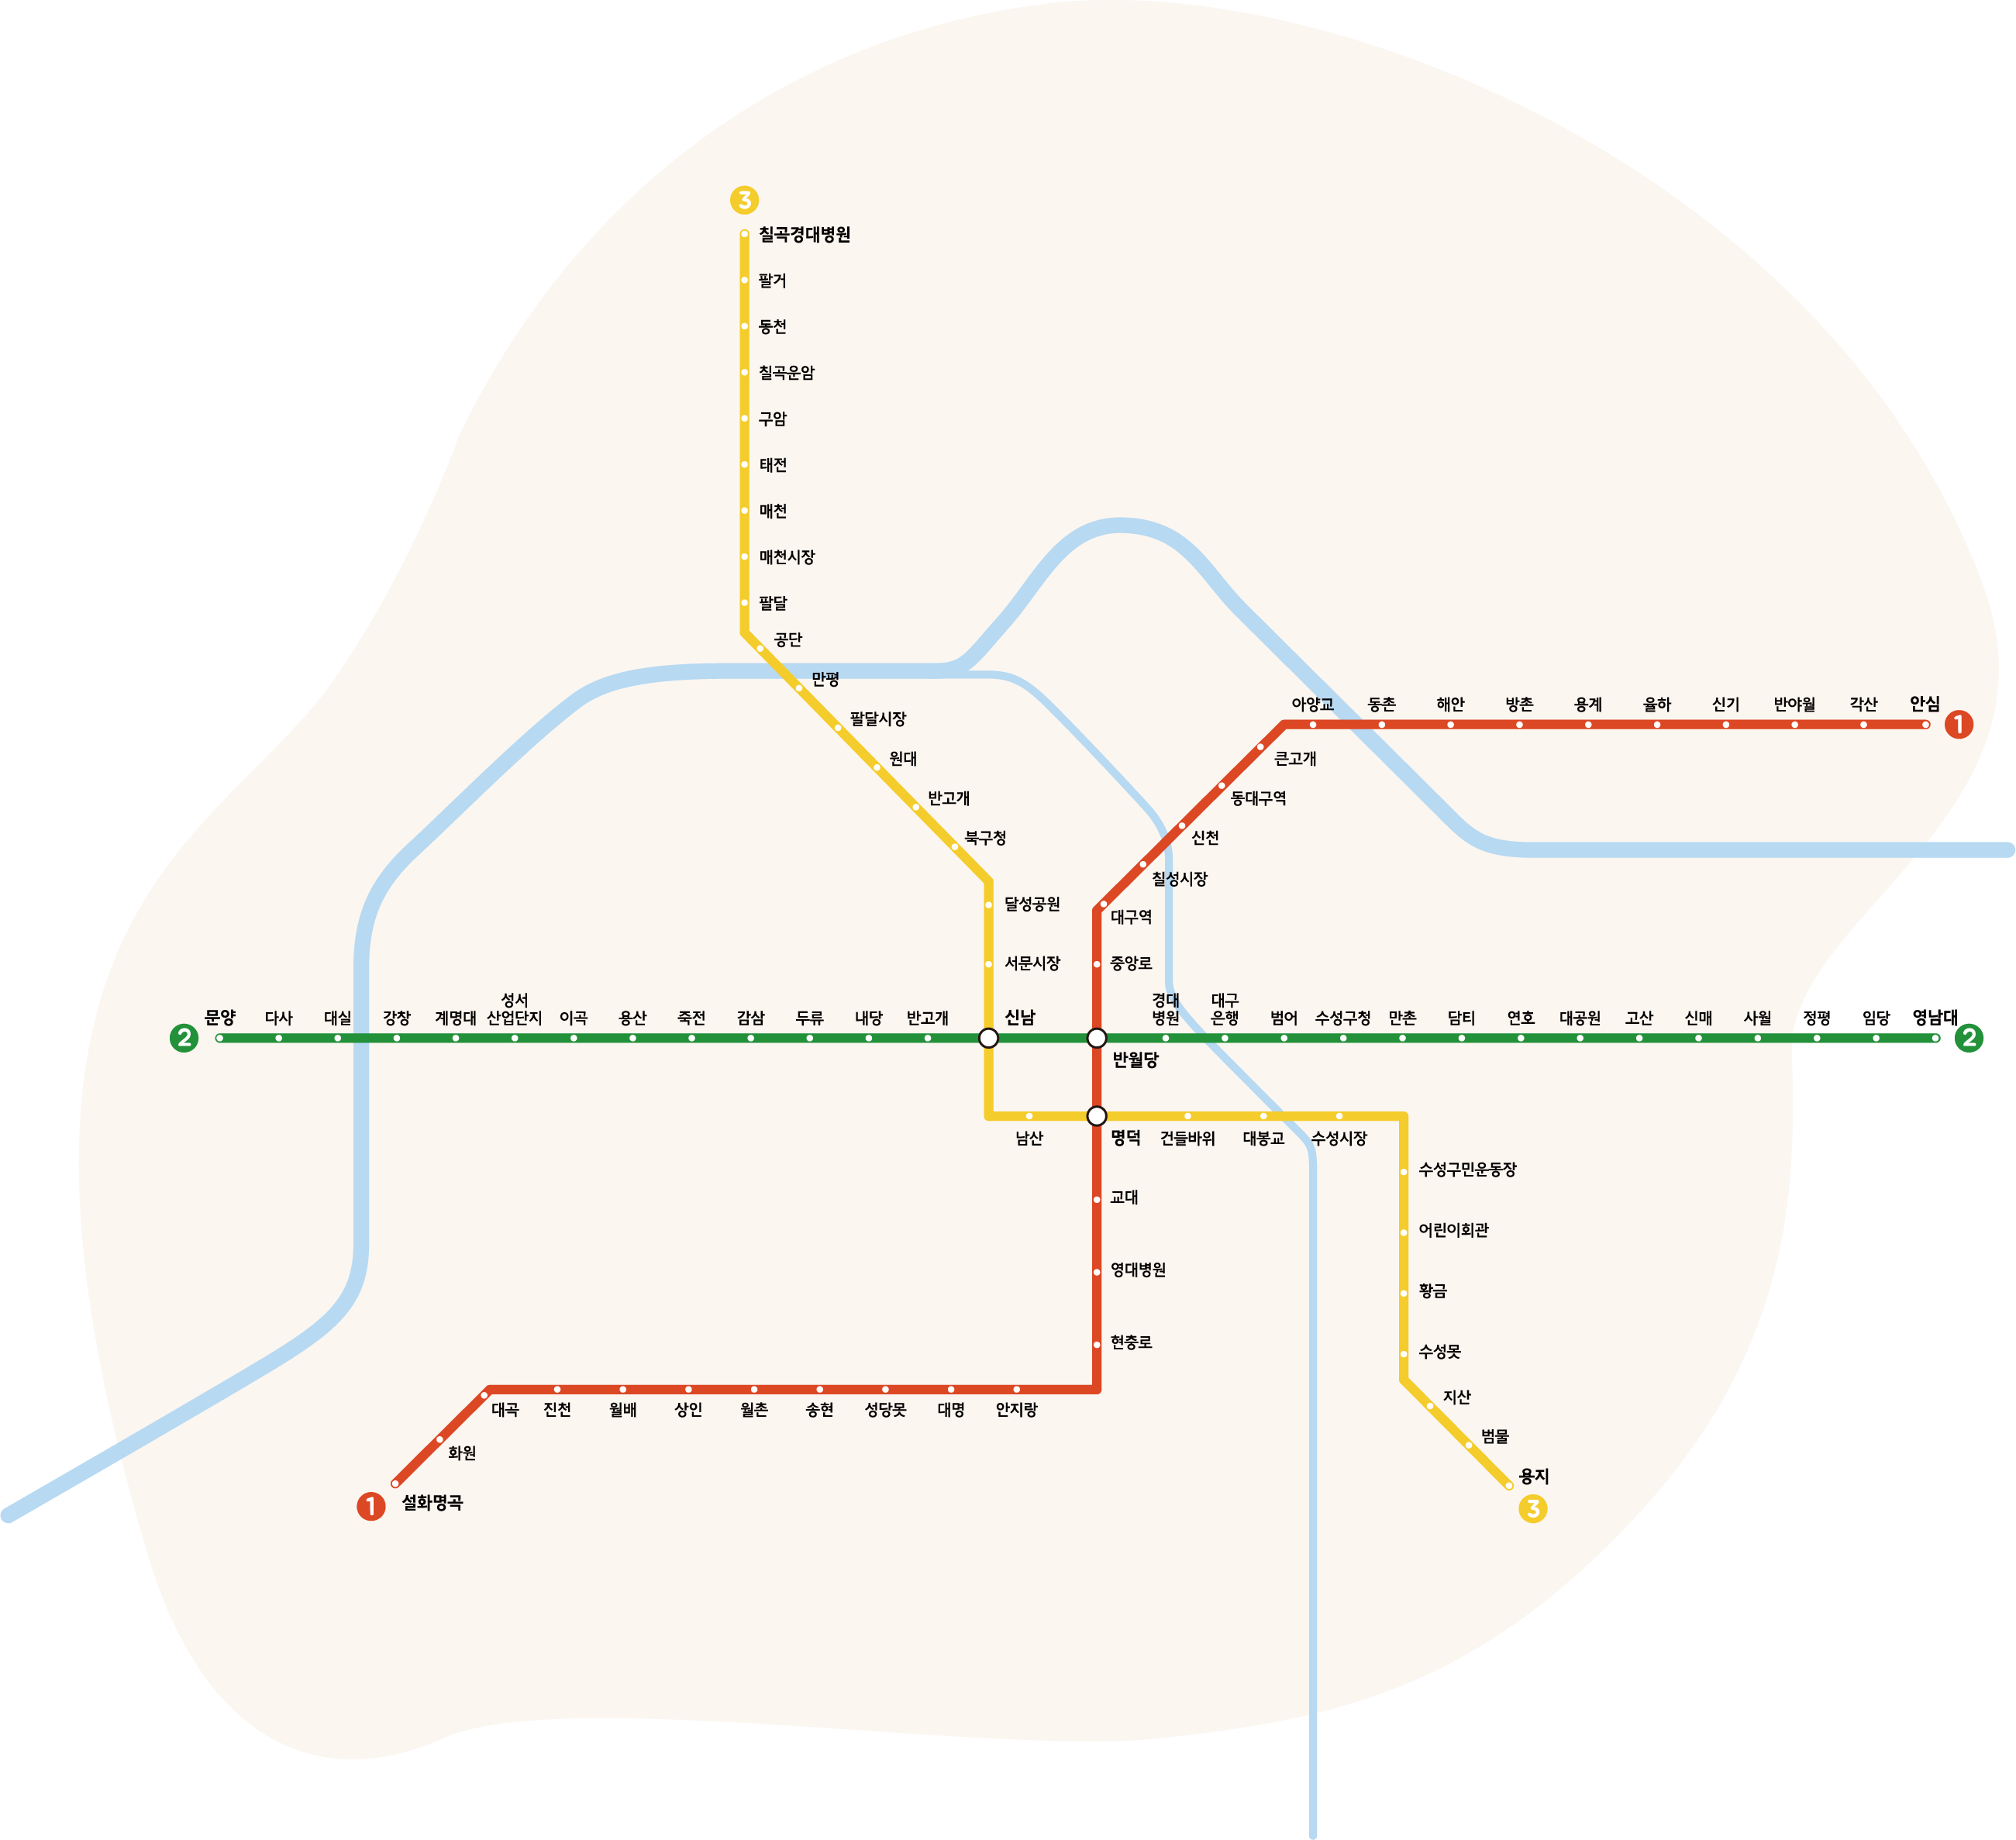 3
칠곡경대병원
팔거
동천
칠곡운암
구암
태전
매천
매천시장
팔달
공단
만평
팔달시장
원대
반고개
북구청
달성공원
서문시장
아양교 동촌 해안 방촌 용계 율하 신기 반야월 각산 안심
1
큰고개
동대구역
신천
칠성시장
대구역
중앙로
2
문양 다사 대실 강창 계명대 성서
산업단지 이곡 용산 죽전 감삼 두류 내당 반고개 신남
경대
병원
대구
은행
범어 수성구청 만촌 담티 연호 대공원 고산 신매 사월 정평 임당 영남대
2
반월당
남산 명덕 건들바위 대봉교 수성시장
수성구민운동장
어린이회관
황금
수성못
지산
범물
용지
3
교대
영대병원
현충로
대곡 진천 월배 상인 월촌 송현 성당못 대명 안지랑
화원
설화명곡
1